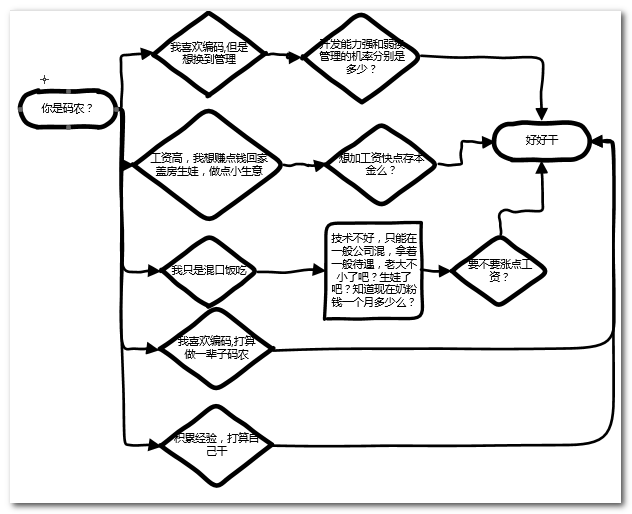 你是码农？
我喜欢编码,但是
想换到管理
开发能力强和弱换
管理的机率分别是
多少？
好好干
工资高，我想赚点钱回家
盖房生娃，做点小生意
想加工资快点存本
金么？
我只是混口饭吃
技术不好，只能在
一般公司混，拿着
一般待遇，老大不
小了吧？生娃了
吧？知道现在奶粉
钱一个月多少么？
要不要涨点工
资？
我喜欢编码,打算
做一辈子码农
积累经验，打算自
己干